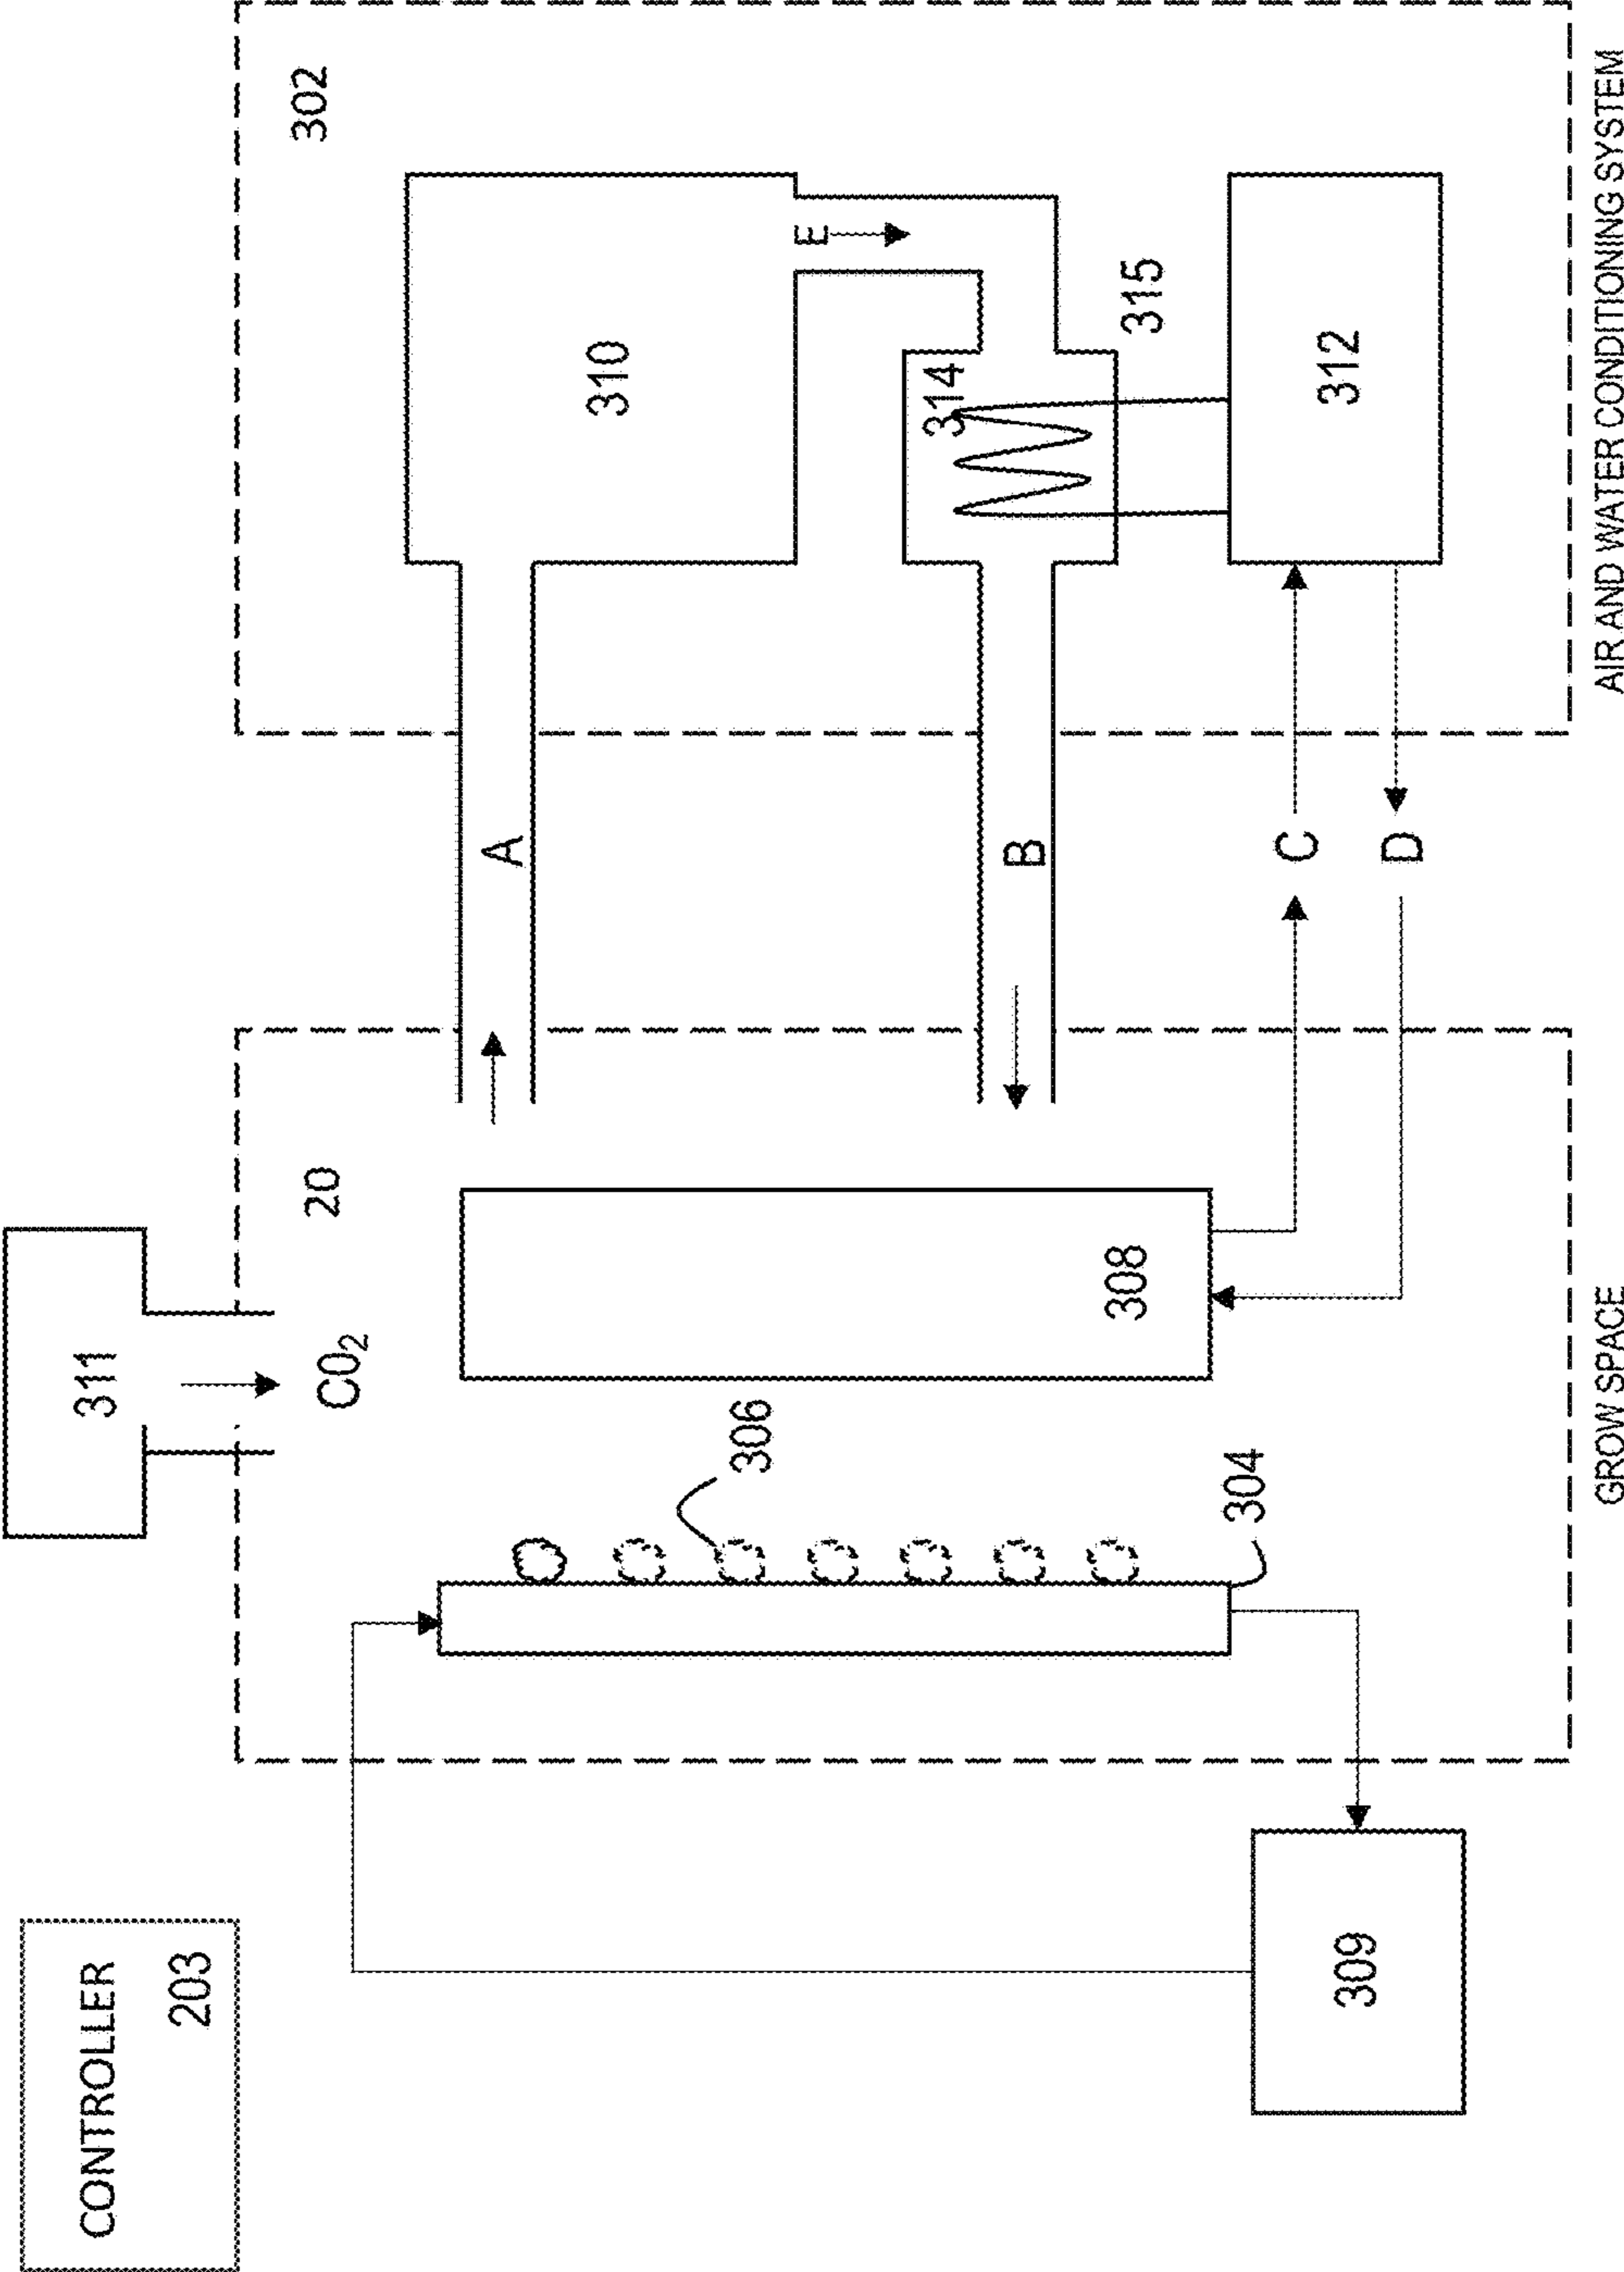 CONTROLLER
203
311
CO2
20
302
A
310
E
306
308
B
314
315
304
C
D
309
312
GROW SPACE
AIR AND WATER CONDITIONING SYSTEM